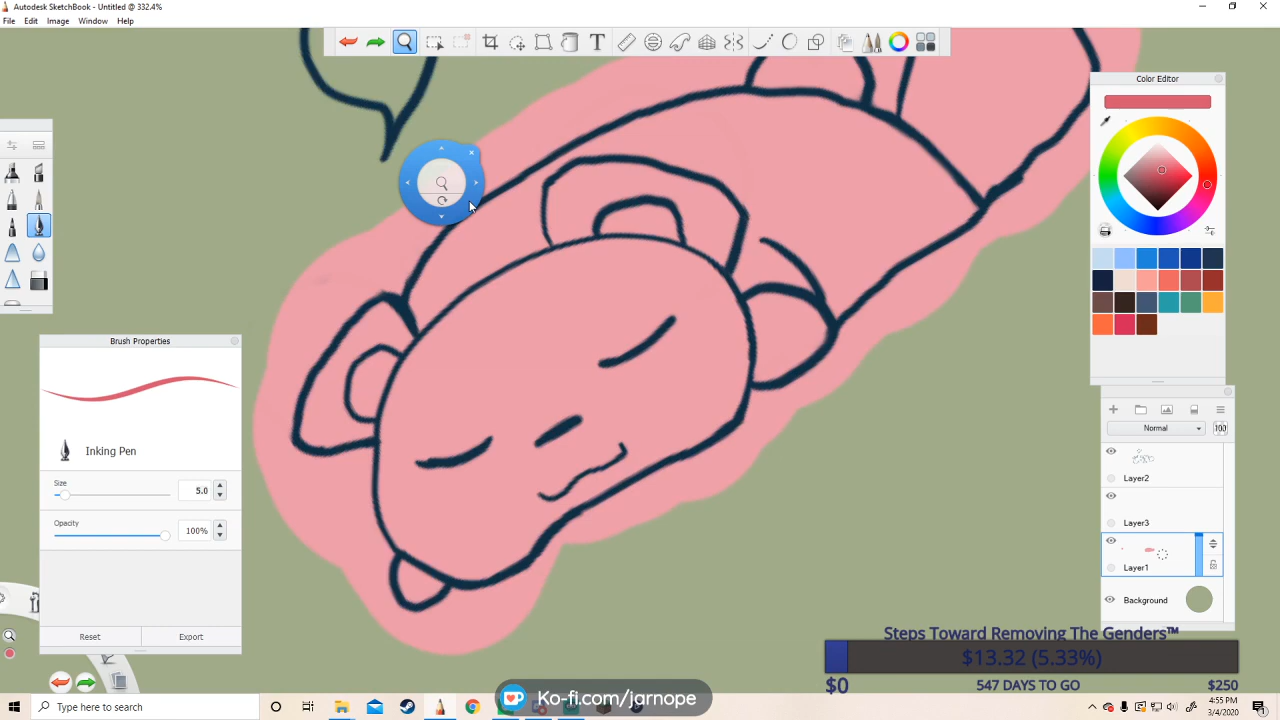 Autodesk SketchBook - Untitled @ 332.4%
File Edit Image Window Help
Color Editor
Brush Properties
Inking Pen
Size
5.0
Opacity
100%
Reset Export
Normal
100
Layer2
Layer3
Layer1
Background
Steps Toward Removing The Genders™
$13.32 (5.33%)
$0 547 DAYS TO GO $250
Ko-fi.com/jarnope
Type here to search
4:55 PM
3/4/2020